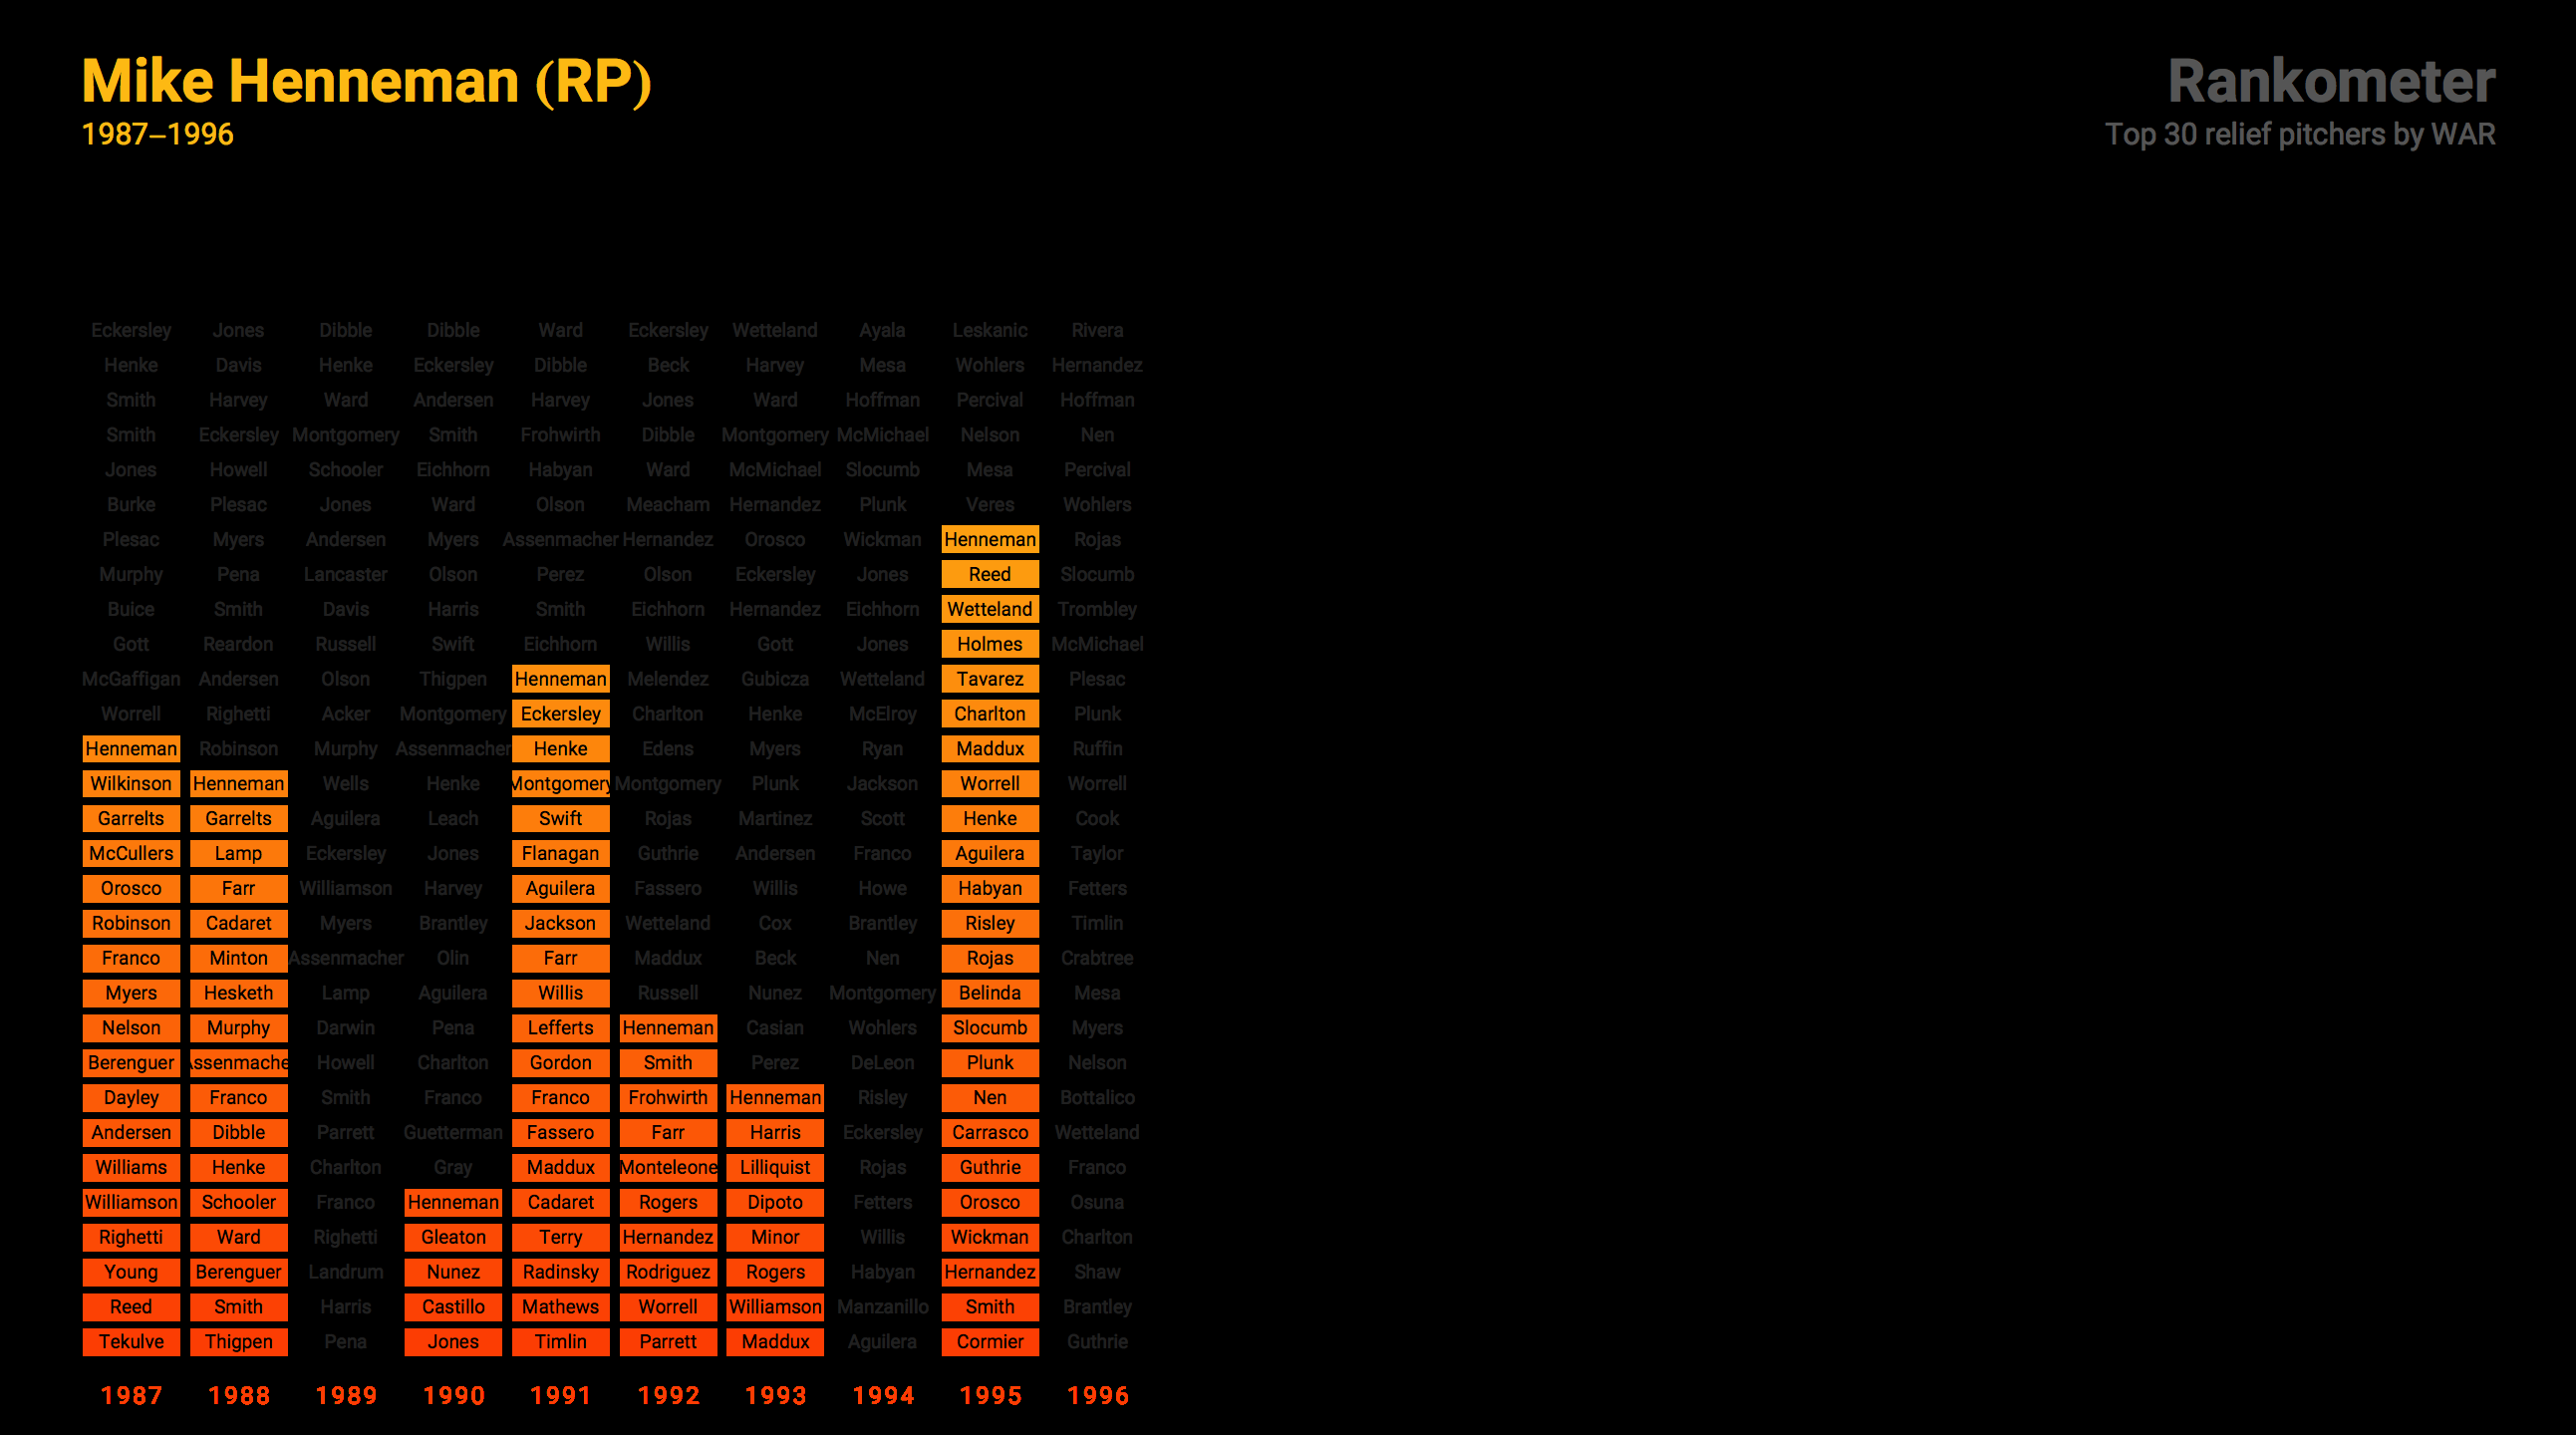 Mike Henneman (RP)
1987–1996
Rankometer
Top 30 relief pitchers by WAR
Eckersley Jones Dibble Dibble Ward Eckersley Wetteland Ayala Leskanic Rivera
Henke Davis Henke Eckersley Dibble Beck Harvey Mesa Wohlers Hernandez
Smith Harvey Ward Andersen Harvey Jones Ward Hoffman Percival Hoffman
Smith Eckersley Montgomery Smith Frohwirth Dibble Montgomery McMichael Nelson Nen
Jones Howell Schooler Eichhorn Habyan Ward McMichael Slocumb Mesa Percival
Burke Plesac Jones Ward Olson Meacham Hernandez Plunk Veres Wohlers
Plesac Myers Andersen Myers Assenmacher Hernandez Orosco Wickman Henneman Rojas
Murphy Pena Lancaster Olson Perez Olson Eckersley Jones Reed Slocumb
Buice Smith Davis Harris Smith Eichhorn Hernandez Eichhorn Wetteland Trombley
Gott Reardon Russell Swift Eichhorn Willis Gott Jones Holmes McMichael
McGaffigan Andersen Olson Thigpen Henneman Melendez Gubicza Wetteland Tavarez Plesac
Worrell Righetti Acker Montgomery Eckersley Charlton Henke McElroy Charlton Plunk
Henneman Robinson Murphy Assenmacher Henke Edens Myers Ryan Maddux Ruffin
Wilkinson Henneman Wells Henke Montgomery Montgomery Plunk Jackson Worrell Worrell
Garrelts Garrelts Aguilera Leach Swift Rojas Martinez Scott Henke Cook
McCullers Lamp Eckersley Jones Flanagan Guthrie Andersen Franco Aguilera Taylor
Orosco Farr Williamson Harvey Aguilera Fassero Willis Howe Habyan Fetters
Robinson Cadaret Myers Brantley Jackson Wetteland Cox Brantley Risley Timlin
Franco Minton Assenmacher Olin Farr Maddux Beck Nen Rojas Crabtree
Myers Hesketh Lamp Aguilera Willis Russell Nunez Montgomery Belinda Mesa
Nelson Murphy Darwin Pena Lefferts Henneman Casian Wohlers Slocumb Myers
Berenguer Assenmache Howell Charlton Gordon Smith Perez DeLeon Plunk Nelson
Dayley Franco Smith Franco Franco Frohwirth Henneman Risley Nen Bottalico
Andersen Dibble Parrett Guetterman Fassero Farr Harris Eckersley Carrasco Wetteland
Williams Henke Charlton Gray Maddux Monteleone Lilliquist Rojas Guthrie Franco
Williamson Schooler Franco Henneman Cadaret Rogers Dipoto Fetters Orosco Osuna
Righetti Ward Righetti Gleaton Terry Hernandez Minor Willis Wickman Charlton
Young Berenguer Landrum Nunez Radinsky Rodriguez Rogers Habyan Hernandez Shaw
Reed Smith Harris Castillo Mathews Worrell Williamson Manzanillo Smith Brantley
Tekulve Thigpen Pena Jones Timlin Parrett Maddux Aguilera Cormier Guthrie
1987 1988 1989 1990 1991 1992 1993 1994 1995 1996